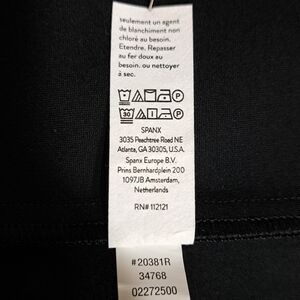 seulement un agent
de blanchiment non
chloré au besoin.
Étendre. Repasser
au fer doux au
besoin. ou nettoyer
à sec.
30
SPANX
3035 Peachtree Road NE
Atlanta, GA 30305, U.S.A.
Spanx Europe B.V.
Prins Bernhardplein 200
1097JB Amsterdam,
Netherlands
RN# 112121
#20381R
34768
02272500